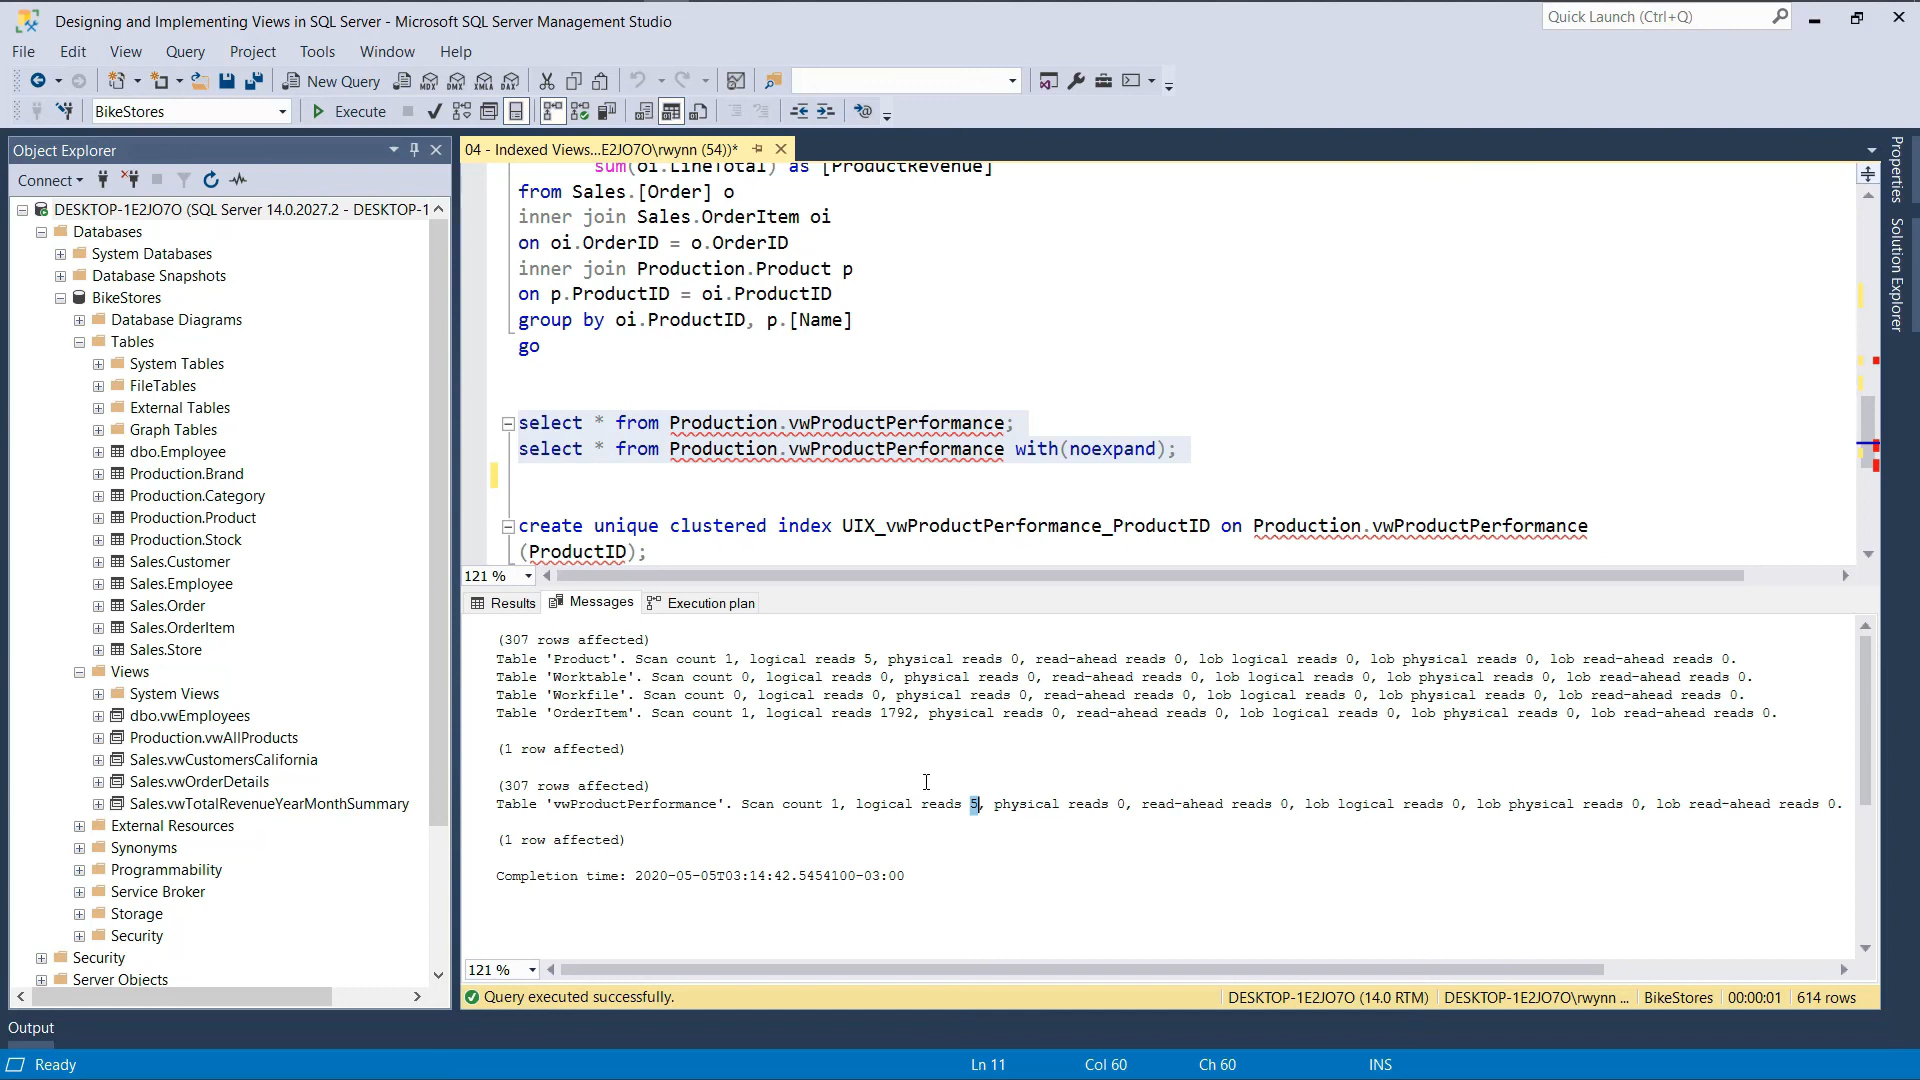 Designing and Implementing Views in SQL Server - Microsoft SQL Server Management Studio
Quick Launch (Ctrl+Q)
File Edit View Query Project Tools Window Help
New Query
MDX DMX XMLA DAX
BikeStores
Execute
Object Explorer
Connect
DESKTOP-1E2JO7O (SQL Server 14.0.2027.2 - DESKTOP-1
Databases
System Databases
Database Snapshots
BikeStores
Database Diagrams
Tables
System Tables
FileTables
External Tables
Graph Tables
dbo.Employee
Production.Brand
Production.Category
Production.Product
Production.Stock
Sales.Customer
Sales.Employee
Sales.Order
Sales.OrderItem
Sales.Store
Views
System Views
dbo.vwEmployees
Production.vwAllProducts
Sales.vwCustomersCalifornia
Sales.vwOrderDetails
Sales.vwTotalRevenueYearMonthSummary
External Resources
Synonyms
Programmability
Service Broker
Storage
Security
Security
Server Objects
04 - Indexed Views...E2JO7O\rwynn (54))*
sum(oi.LineTotal) as [ProductRevenue]
from Sales.[Order] o
inner join Sales.OrderItem oi
on oi.OrderID = o.OrderID
inner join Production.Product p
on p.ProductID = oi.ProductID
group by oi.ProductID, p.[Name]
go
select * from Production.vwProductPerformance;
select * from Production.vwProductPerformance with(noexpand);
create unique clustered index UIX_vwProductPerformance_ProductID on Production.vwProductPerformance
(ProductID);
121 %
Results Messages Execution plan
(307 rows affected)
Table 'Product'. Scan count 1, logical reads 5, physical reads 0, read-ahead reads 0, lob logical reads 0, lob physical reads 0, lob read-ahead reads 0.
Table 'Worktable'. Scan count 0, logical reads 0, physical reads 0, read-ahead reads 0, lob logical reads 0, lob physical reads 0, lob read-ahead reads 0.
Table 'Workfile'. Scan count 0, logical reads 0, physical reads 0, read-ahead reads 0, lob logical reads 0, lob physical reads 0, lob read-ahead reads 0.
Table 'OrderItem'. Scan count 1, logical reads 1792, physical reads 0, read-ahead reads 0, lob logical reads 0, lob physical reads 0, lob read-ahead reads 0.
(1 row affected)
(307 rows affected)
Table 'vwProductPerformance'. Scan count 1, logical reads 5, physical reads 0, read-ahead reads 0, lob logical reads 0, lob physical reads 0, lob read-ahead reads 0.
(1 row affected)
Completion time: 2020-05-05T03:14:42.5454100-03:00
121 %
Query executed successfully.
DESKTOP-1E2JO7O (14.0 RTM) DESKTOP-1E2JO7O\rwynn ... BikeStores 00:00:01 614 rows
Properties
Solution Explorer
Output
Ready
Ln 11 Col 60 Ch 60 INS